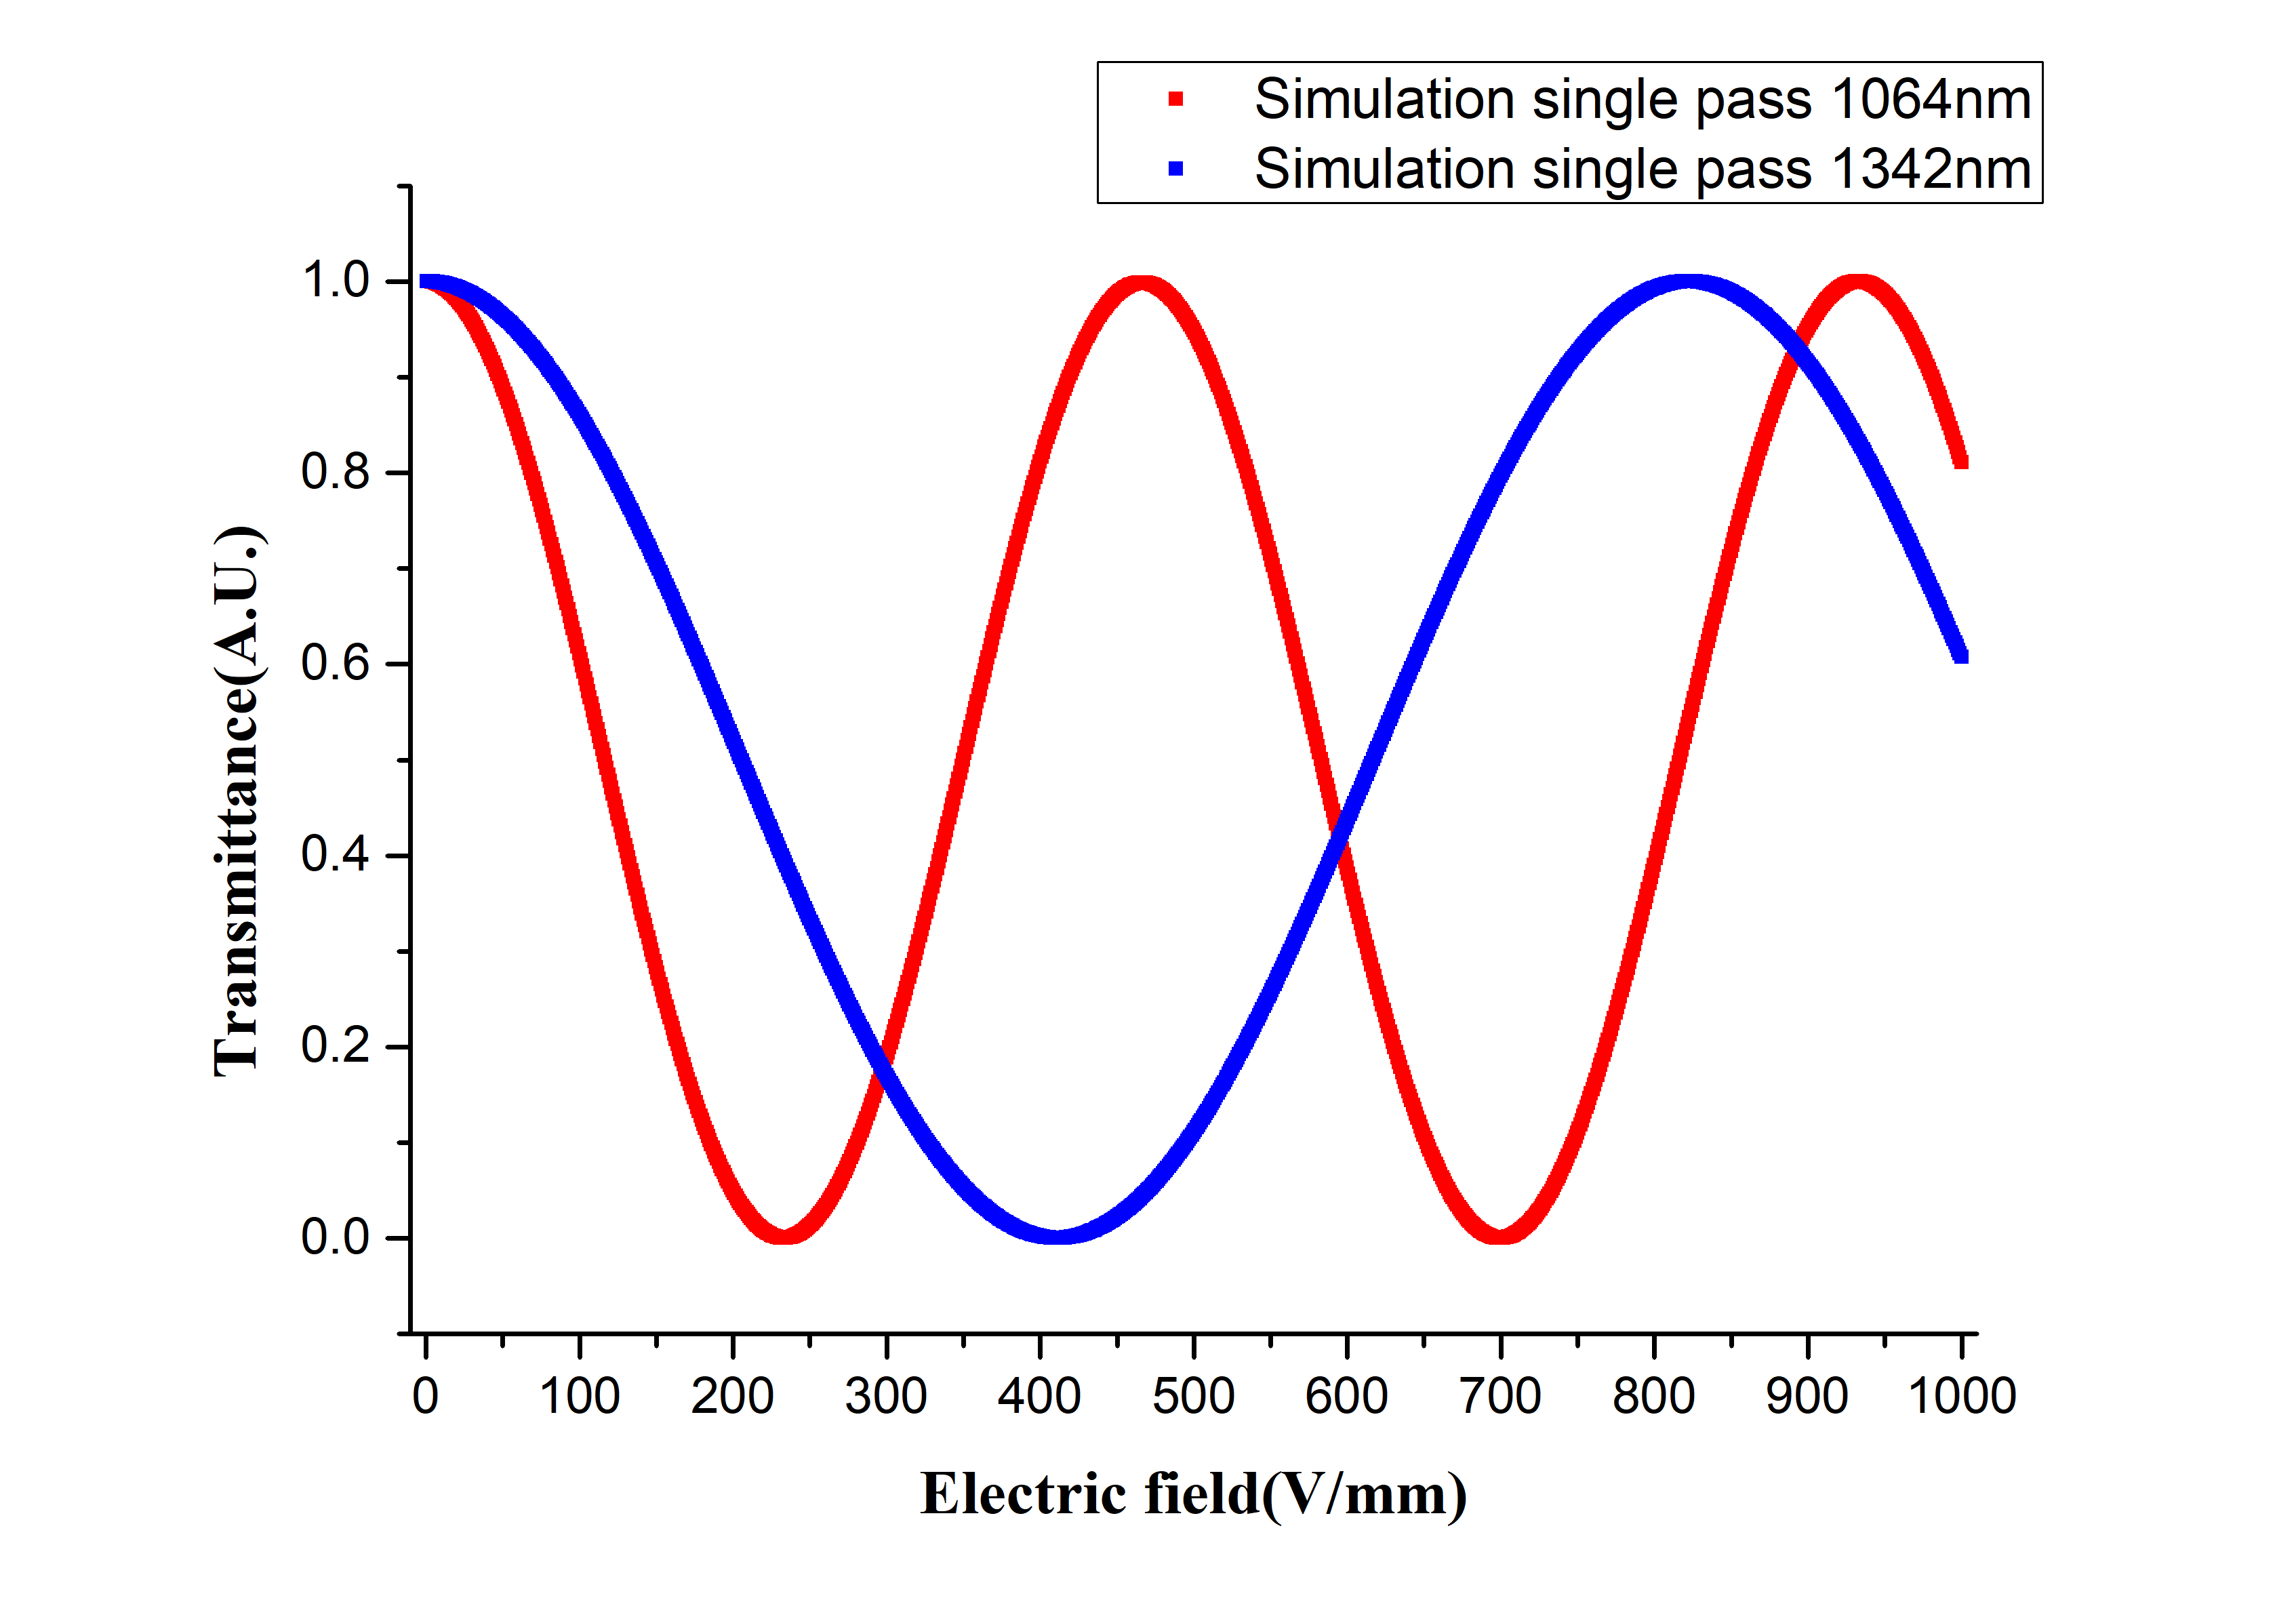 Simulation single pass 1064nm
Simulation single pass 1342nm
1.0
0.8
0.6
0.4
0.2
0.0
Transmittance(A.U.)
0 100 200 300 400 500 600 700 800 900 1000
Electric field(V/mm)